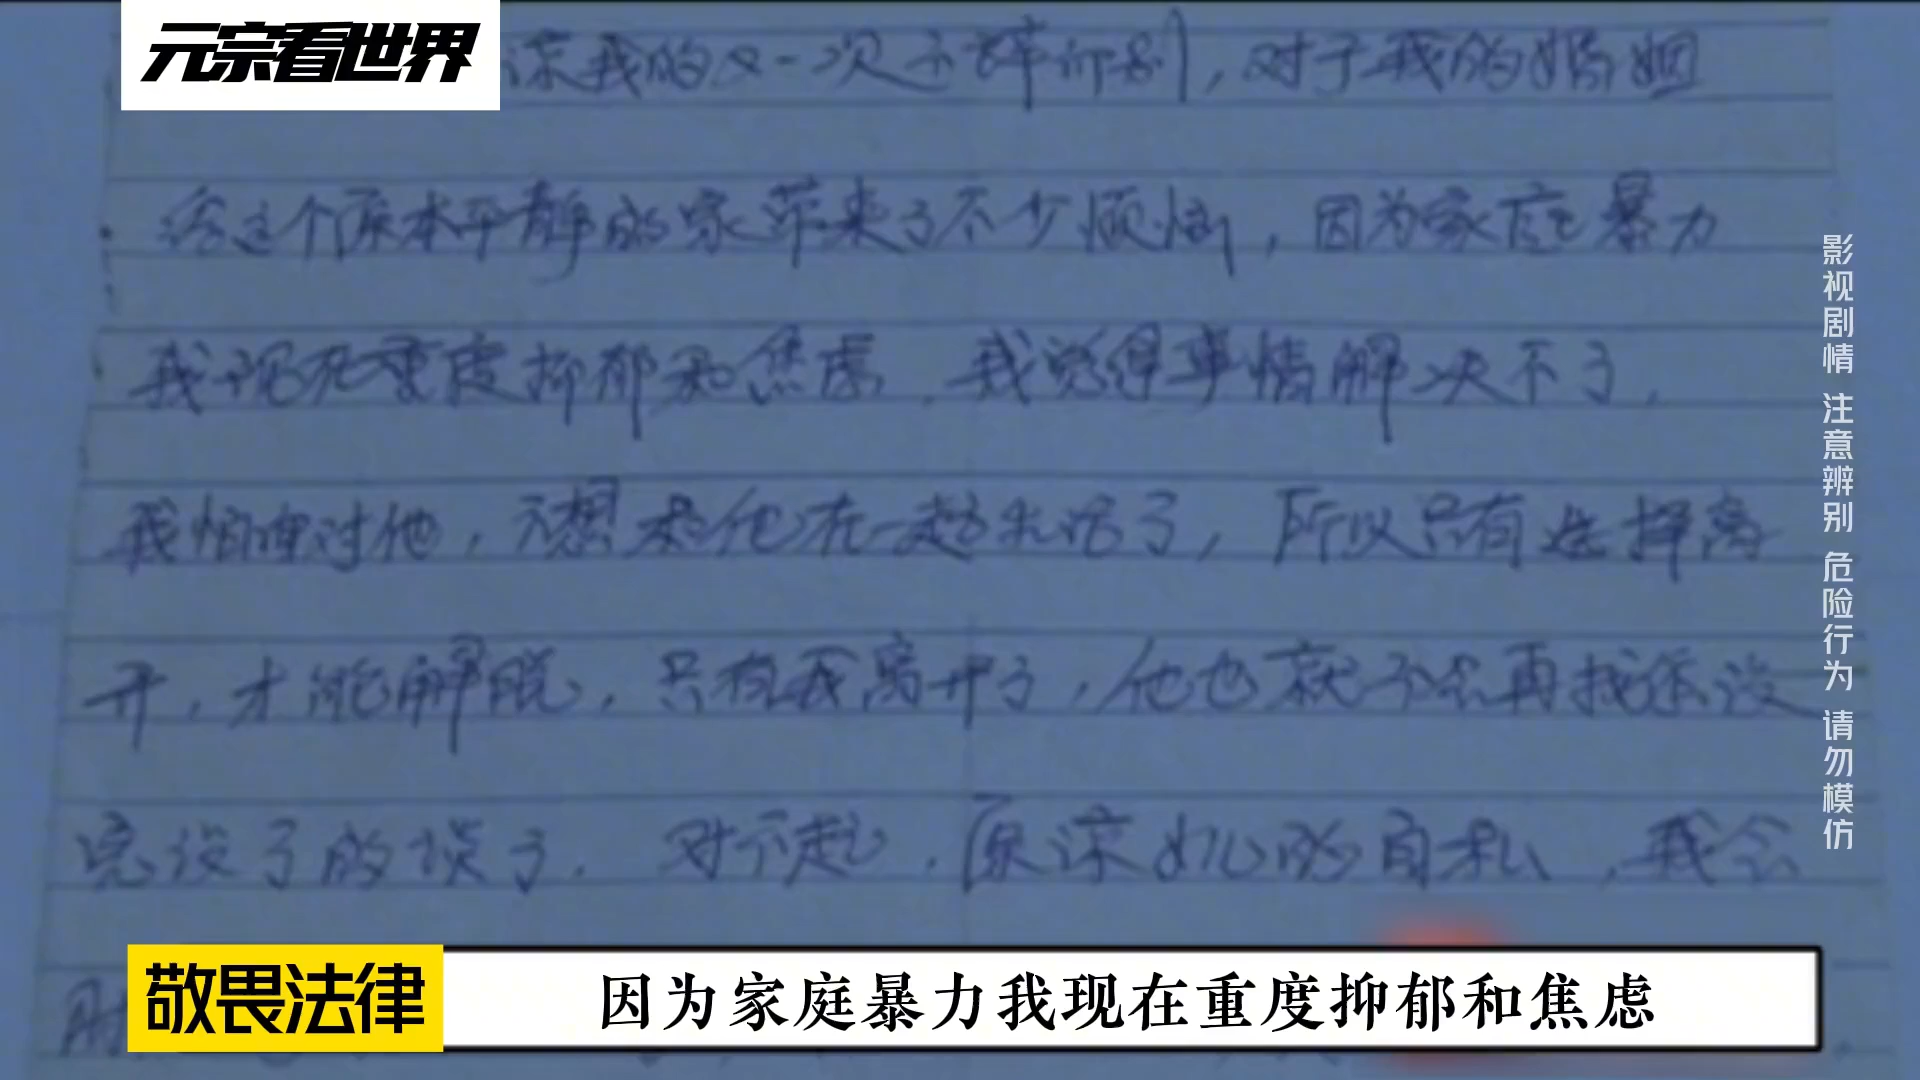 元宗看世界
谅我的又一次不辞而别，对于我的婚姻
给这个原本平静的家带来了不少烦恼，因为家庭暴力
我现在重度抑郁和焦虑，我觉得事情解决不了，
我怕面对他，不想和他在一起生活了，所以只有选择离
开，才能解脱，只有我离开了，他也就不会再找你没
完没了的谈了，对不起，原谅女儿的自私，我会
影视剧情 注意辨别 危险行为 请勿模仿
敬畏法律
因为家庭暴力我现在重度抑郁和焦虑